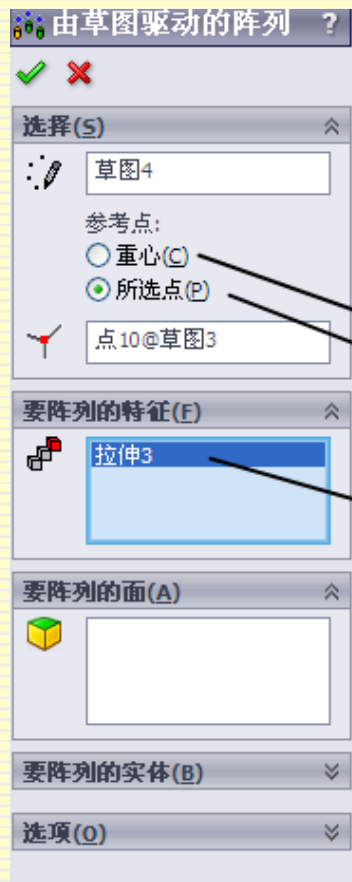 由草图驱动的阵列 ?
选择(S)
草图4
参考点:
重心(C)
所选点(P)
点10@草图3
要阵列的特征(F)
拉伸3
要阵列的面(A)
要阵列的实体(B)
选项(O)